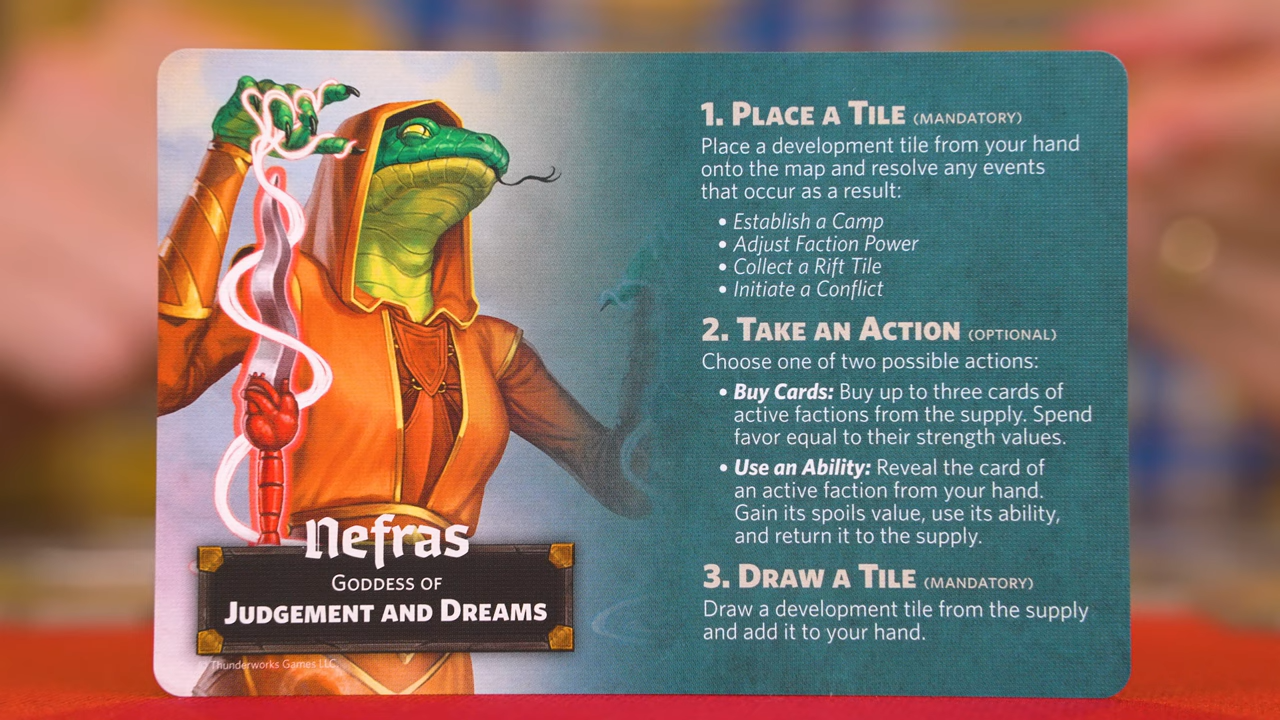 Nefras
Goddess of
Judgement and Dreams
Thunderworks Games LLC
1. Place a Tile (mandatory)
Place a development tile from your hand
onto the map and resolve any events
that occur as a result:
• Establish a Camp
• Adjust Faction Power
• Collect a Rift Tile
• Initiate a Conflict
2. Take an Action (optional)
Choose one of two possible actions:
• Buy Cards: Buy up to three cards of
active factions from the supply. Spend
favor equal to their strength values.
• Use an Ability: Reveal the card of
an active faction from your hand.
Gain its spoils value, use its ability,
and return it to the supply.
3. Draw a Tile (mandatory)
Draw a development tile from the supply
and add it to your hand.